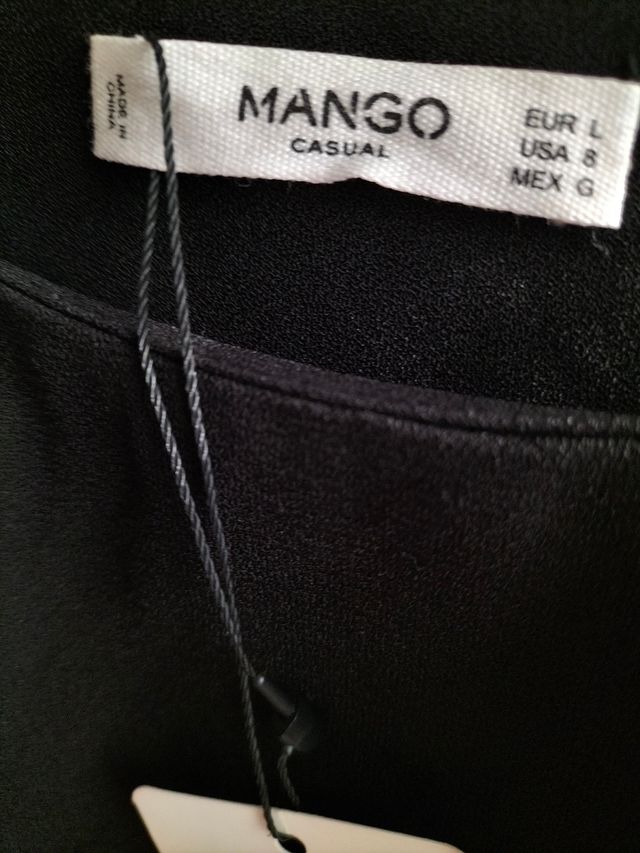 MADE IN
CHINA
MANGO
CASUAL
EUR L
USA 8
MEX G